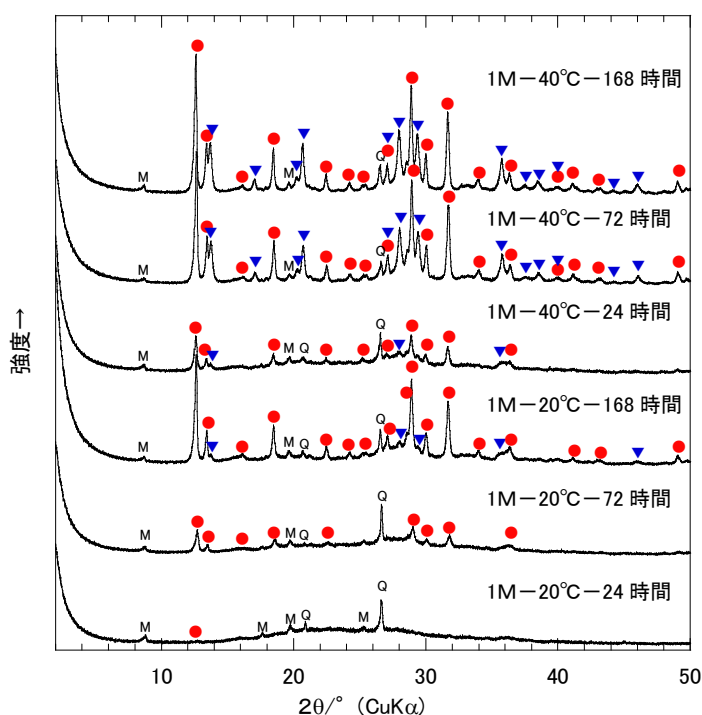 1M－40℃－168 時間
M
M
Q
1M－40℃－72 時間
M
M
Q
1M－40℃－24 時間
M
M
Q
Q
1M－20℃－168 時間
M
M
Q
Q
1M－20℃－72 時間
M
M
Q
Q
1M－20℃－24 時間
M
M
M
Q
M
Q
強度→
10 20 30 40 50
2θ/° (CuKα)